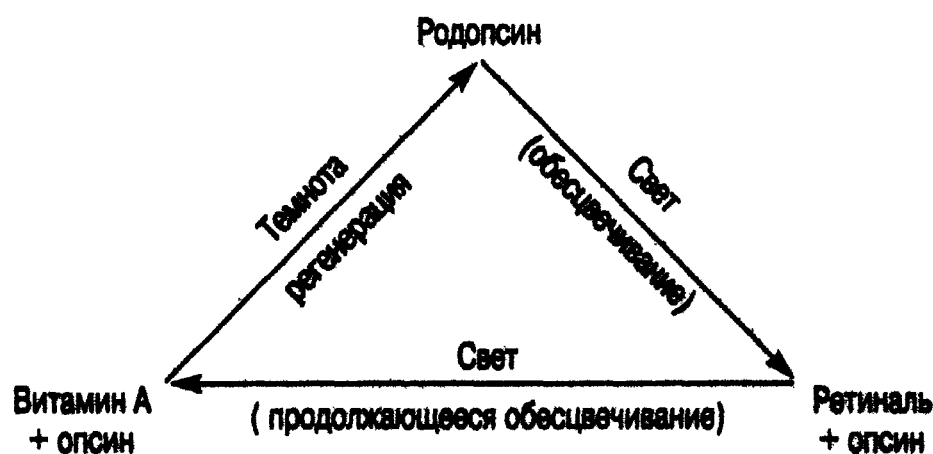 Родопсин
Темнота
регенерация
Свет
(обесцвечивание)
Свет
( продолжающееся обесцвечивание)
Витамин А
+ опсин
Ретиналь
+ опсин